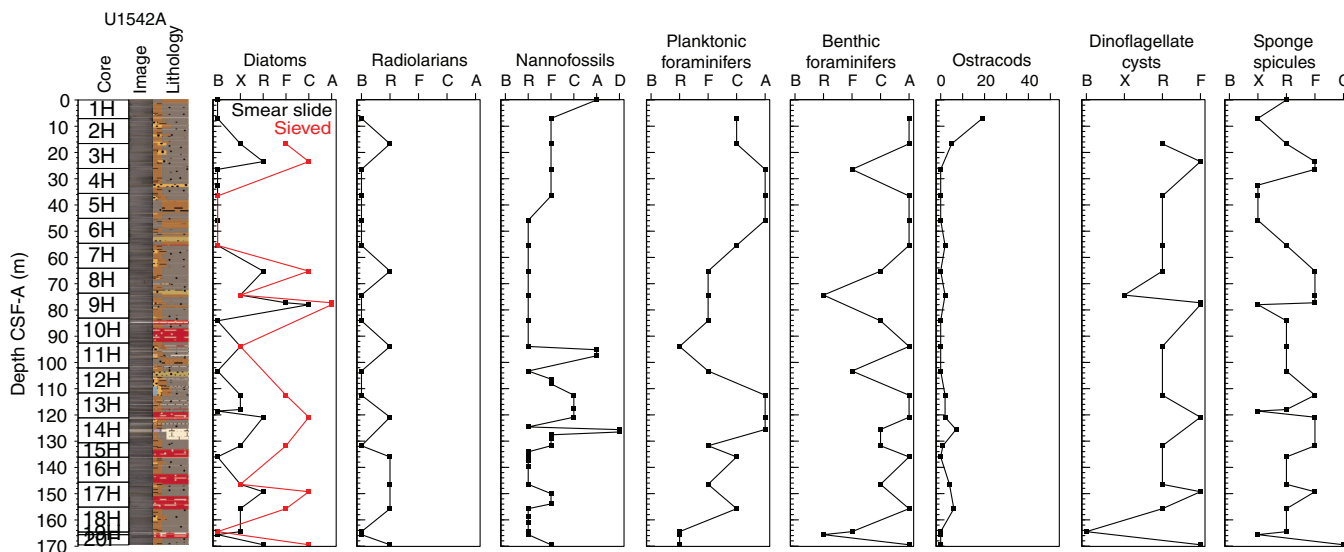 U1542A
Core
Image
Lithology
Diatoms
B X R F C A
Radiolarians
B R F C A
Nannofossils
B R F C A D
Planktonic
foraminifers
B R F C A
Benthic
foraminifers
B R F C A
Ostracods
0 20 40
Dinoflagellate
cysts
B X R F
Sponge
spicules
X R F C
Smear slide
Sieved
Depth CSF-A (m)
0
10
20
30
40
50
60
70
80
90
100
110
120
130
140
150
160
170
1H
2H
3H
4H
5H
6H
7H
8H
9H
10H
11H
12H
13H
14H
15H
16H
17H
18H
19H
20F